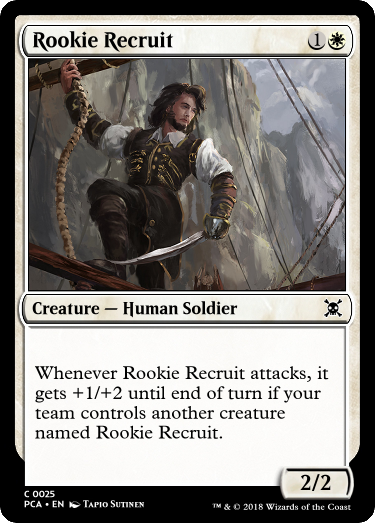 Rookie Recruit 1
Creature — Human Soldier
Whenever Rookie Recruit attacks, it
gets +1/+2 until end of turn if your
team controls another creature
named Rookie Recruit.
2/2
C 0025
PCA • EN Tapio Sutinen
™ & © 2018 Wizards of the Coast